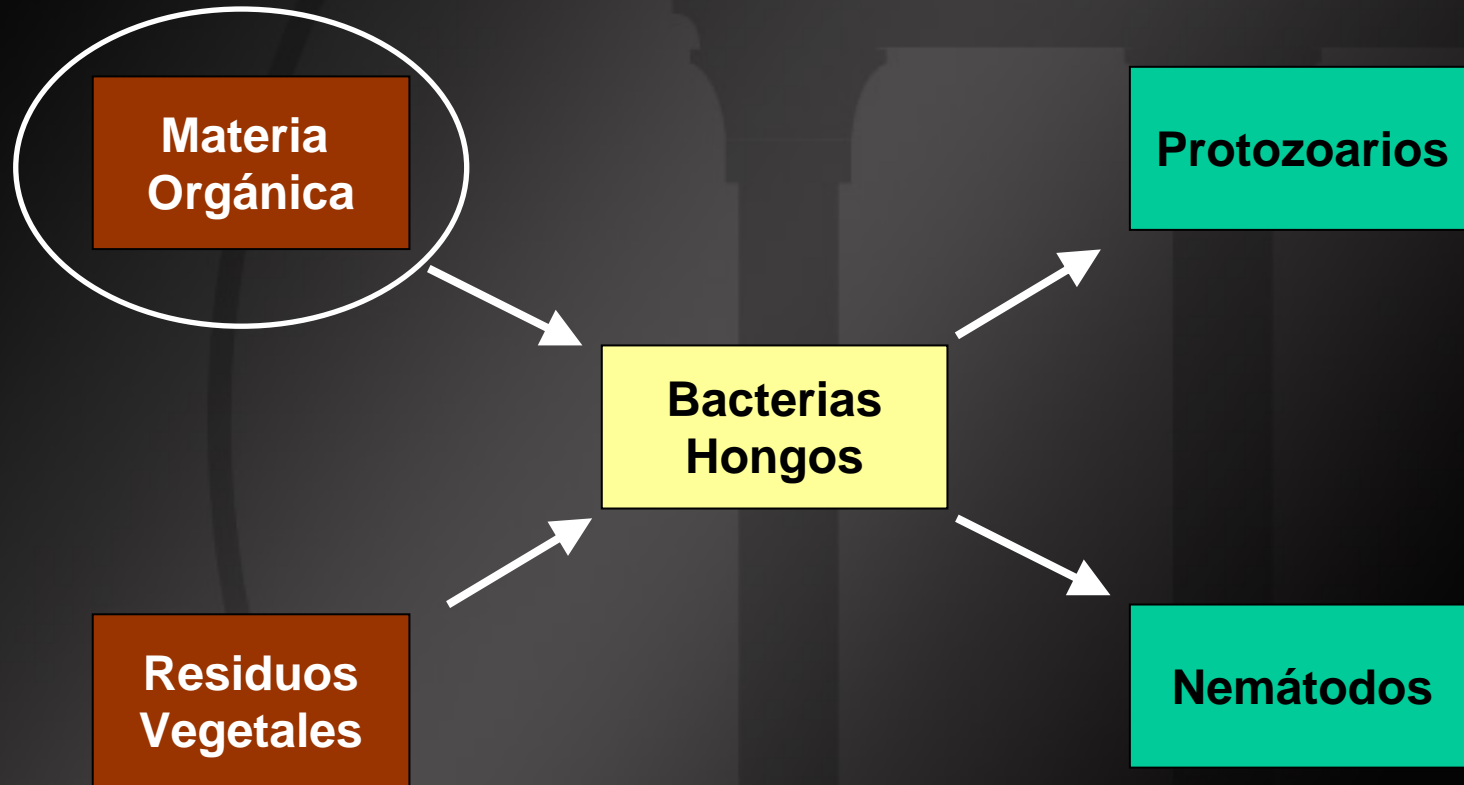 Materia
Orgánica
Protozoarios
Bacterias
Hongos
Residuos
Vegetales
Nemátodos